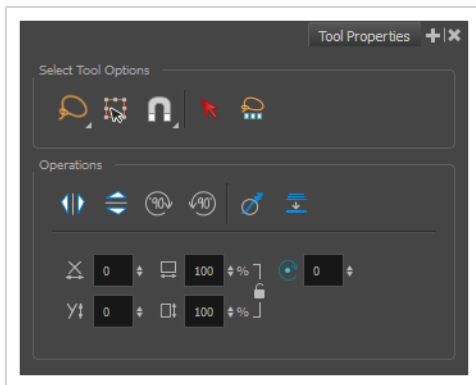 Tool Properties
Select Tool Options
Operations
90 90
X 0 100 % 0
Y 0 100 %